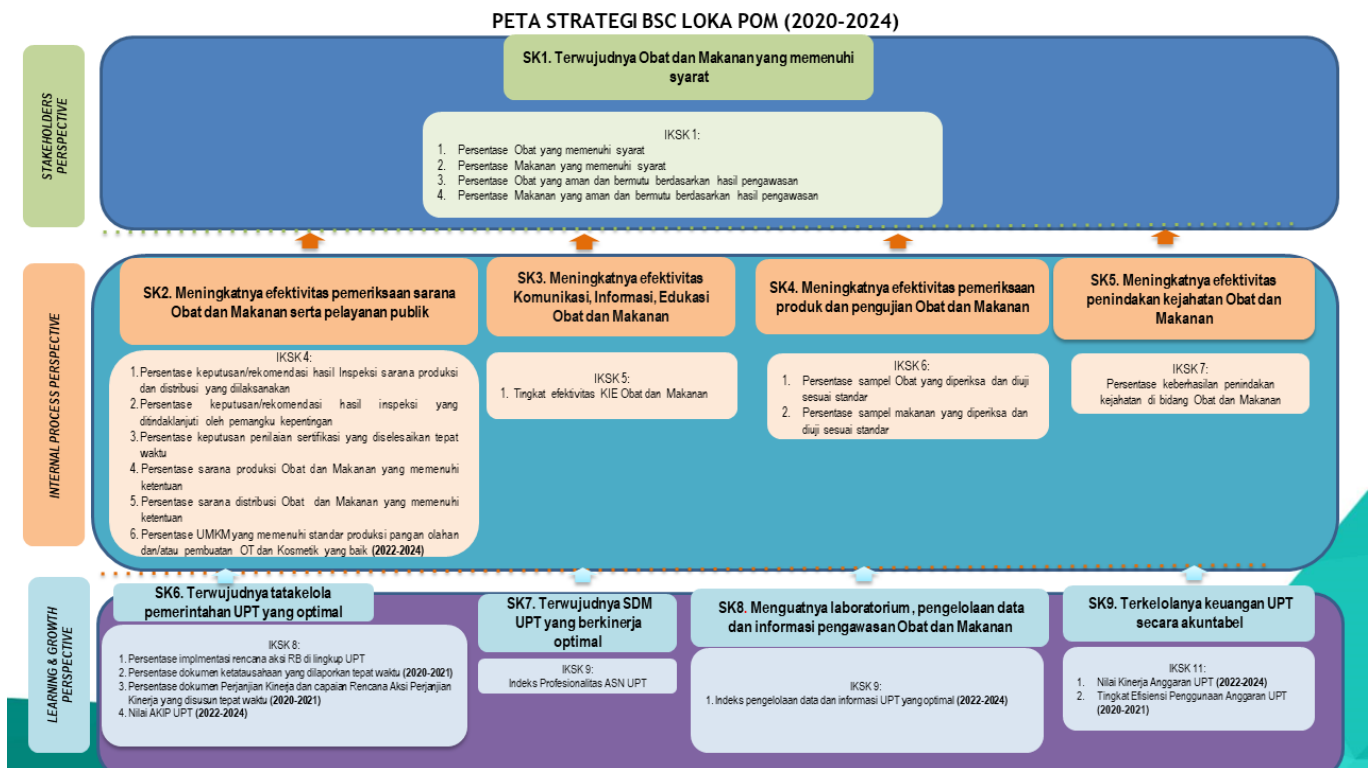 PETA STRATEGI BSC LOKA POM (2020-2024)
STAKEHOLDERS
PERSPECTIVE
SK1. Terwujudnya Obat dan Makanan yang memenuhi
syarat
IKSK 1:
1. Persentase Obat yang memenuhi syarat
2. Persentase Makanan yang memenuhi syarat
3. Persentase Obat yang aman dan bermutu berdasarkan hasil pengawasan
4. Persentase Makanan yang aman dan bermutu berdasarkan hasil pengawasan
INTERNAL PROCESS PERSPECTIVE
SK2. Meningkatnya efektivitas pemeriksaan sarana
Obat dan Makanan serta pelayanan publik
IKSK 4:
1. Persentase keputusan/rekomendasi hasil Inspeksi sarana produksi
dan distribusi yang dilaksanakan
2. Persentase keputusan/rekomendasi hasil inspeksi yang
ditindaklanjuti oleh pemangku kepentingan
3. Persentase keputusan penilaian sertifikasi yang diselesaikan tepat
waktu
4. Persentase sarana produksi Obat dan Makanan yang memenuhi
ketentuan
5. Persentase sarana distribusi Obat dan Makanan yang memenuhi
ketentuan
6. Persentase UMKM yang memenuhi standar produksi pangan olahan
dan/atau pembuatan OT dan Kosmetik yang baik (2022-2024)
SK3. Meningkatnya efektivitas
Komunikasi, Informasi, Edukasi
Obat dan Makanan
IKSK 5:
1. Tingkat efektivitas KIE Obat dan Makanan
SK4. Meningkatnya efektivitas pemeriksaan
produk dan pengujian Obat dan Makanan
IKSK 6:
1. Persentase sampel Obat yang diperiksa dan diuji
sesuai standar
2. Persentase sampel makanan yang diperiksa dan
diuji sesuai standar
SK5. Meningkatnya efektivitas
penindakan kejahatan Obat dan
Makanan
IKSK 7:
Persentase keberhasilan penindakan
kejahatan di bidang Obat dan Makanan
LEARNING & GROWTH
PERSPECTIVE
SK6. Terwujudnya tatakelola
pemerintahan UPT yang optimal
IKSK 8:
1. Persentase implmentasi rencana aksi RB di lingkup UPT
2. Persentase dokumen ketatausahaan yang dilaporkan tepat waktu (2020-2021)
3. Persentase dokumen Perjanjian Kinerja dan capaian Rencana Aksi Perjanjian
Kinerja yang disusun tepat waktu (2020-2021)
4. Nilai AKIP UPT (2022-2024)
SK7. Terwujudnya SDM
UPT yang berkinerja
optimal
IKSK 9:
Indeks Profesionalitas ASN UPT
SK8. Menguatnya laboratorium, pengelolaan data
dan informasi pengawasan Obat dan Makanan
IKSK 9:
1. Indeks pengelolaan data dan informasi UPT yang optimal (2022-2024)
SK9. Terkelolanya keuangan UPT
secara akuntabel
IKSK 11:
1. Nilai Kinerja Anggaran UPT (2022-2024)
2. Tingkat Efisiensi Penggunaan Anggaran UPT
(2020-2021)